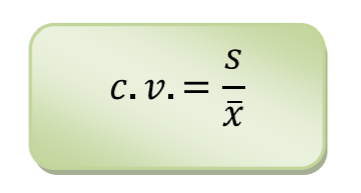 c. v. = s / x̄